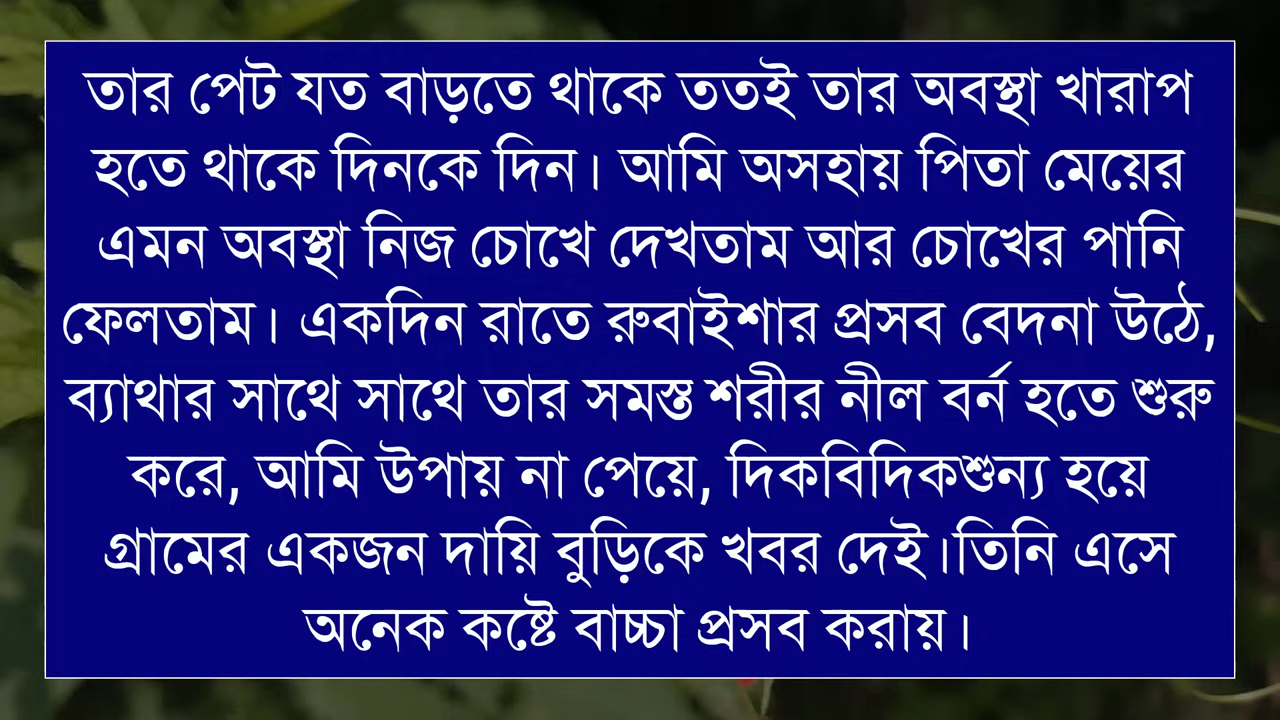 তার পেট যত বাড়তে থাকে ততই তার অবস্থা খারাপ
হতে থাকে দিনকে দিন। আমি অসহায় পিতা মেয়ের
এমন অবস্থা নিজ চোখে দেখতাম আর চোখের পানি
ফেলতাম। একদিন রাতে রুবাইশার প্রসব বেদনা উঠে,
ব্যাথার সাথে সাথে তার সমস্ত শরীর নীল বর্ন হতে শুরু
করে, আমি উপায় না পেয়ে, দিকবিদিকশুন্য হয়ে
গ্রামের একজন দায়ি বুড়িকে খবর দেই।তিনি এসে
অনেক কষ্টে বাচ্চা প্রসব করায়।